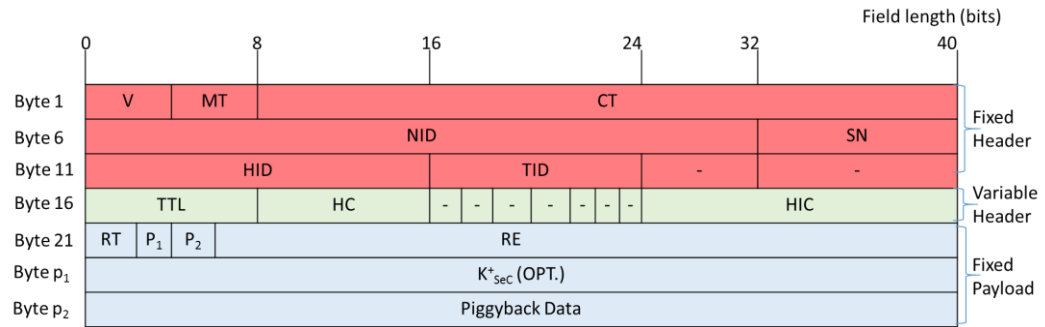 Field length (bits)
0 8 16 24 32 40
Byte 1 V MT CT
Byte 6 NID SN
Fixed Header
Byte 11 HID TID - -
Byte 16 TTL HC - - - - - - - HIC
Variable Header
Byte 21 RT P₁ P₂ RE
Byte p₁ K⁺SeC (OPT.)
Fixed Payload
Byte p₂ Piggyback Data